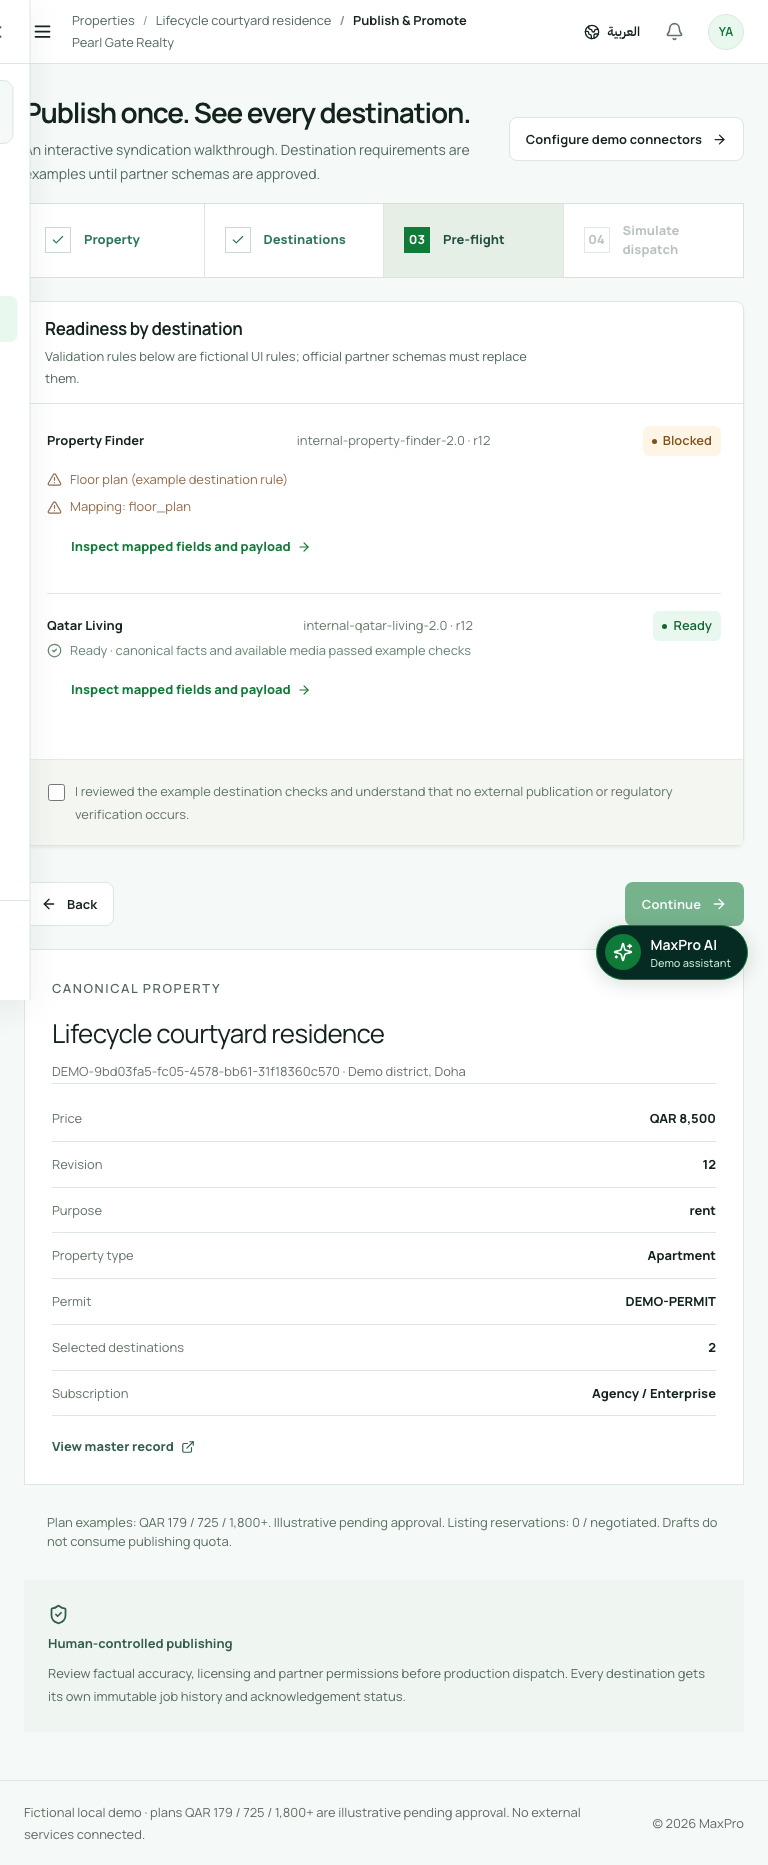 Properties / Lifecycle courtyard residence / Publish & Promote
Pearl Gate Realty
العربية
YA
Publish once. See every destination.
An interactive syndication walkthrough. Destination requirements are
examples until partner schemas are approved.
Configure demo connectors
Property
Destinations
03 Pre-flight
04 Simulate
dispatch
Readiness by destination
Validation rules below are fictional UI rules; official partner schemas must replace
them.
Property Finder internal-property-finder-2.0 · r12 Blocked
Floor plan (example destination rule)
Mapping: floor_plan
Inspect mapped fields and payload
Qatar Living internal-qatar-living-2.0 · r12 Ready
Ready · canonical facts and available media passed example checks
Inspect mapped fields and payload
I reviewed the example destination checks and understand that no external publication or regulatory
verification occurs.
Back
Continue
MaxPro AI
Demo assistant
CANONICAL PROPERTY
Lifecycle courtyard residence
DEMO-9bd03fa5-fc05-4578-bb61-31f18360c570 · Demo district, Doha
Price QAR 8,500
Revision 12
Purpose rent
Property type Apartment
Permit DEMO-PERMIT
Selected destinations 2
Subscription Agency / Enterprise
View master record
Plan examples: QAR 179 / 725 / 1,800+. Illustrative pending approval. Listing reservations: 0 / negotiated. Drafts do
not consume publishing quota.
Human-controlled publishing
Review factual accuracy, licensing and partner permissions before production dispatch. Every destination gets
its own immutable job history and acknowledgement status.
Fictional local demo · plans QAR 179 / 725 / 1,800+ are illustrative pending approval. No external
services connected.
© 2026 MaxPro